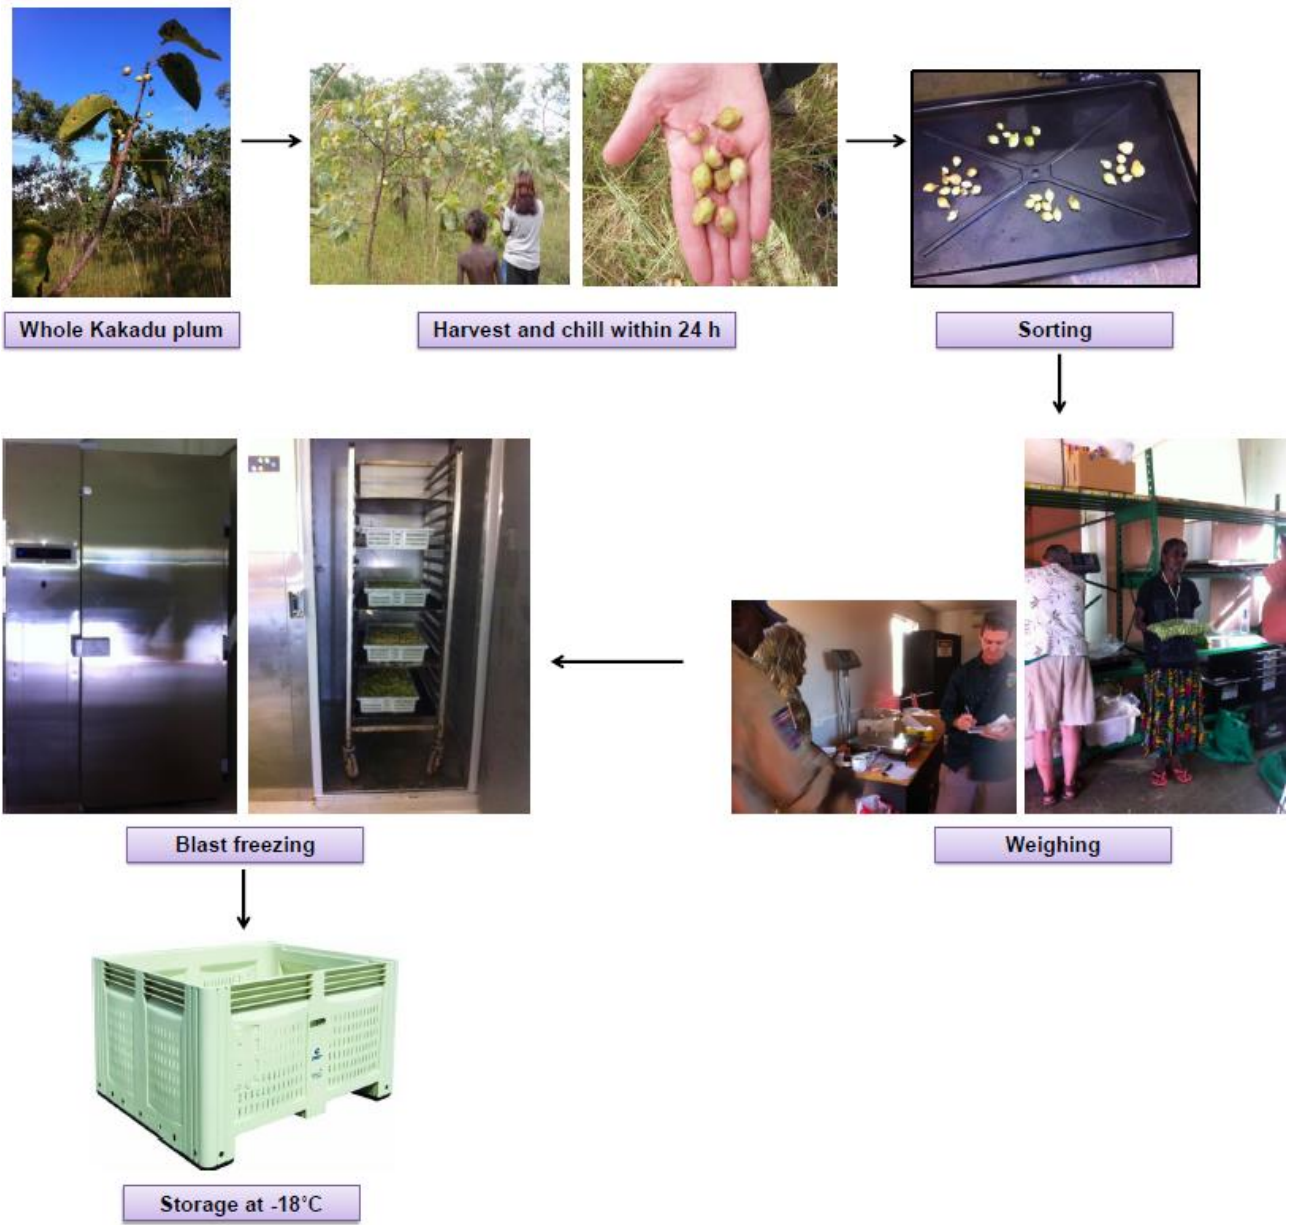 Whole Kakadu plum
Harvest and chill within 24 h
Sorting
Weighing
Blast freezing
Storage at -18°C